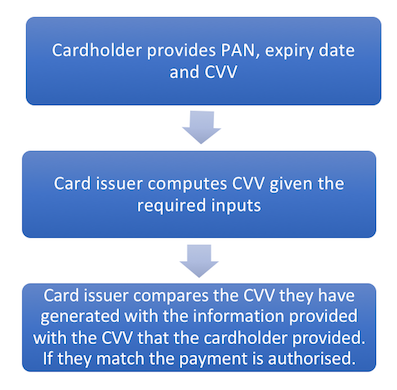 Cardholder provides PAN, expiry date
and CVV
Card issuer computes CVV given the
required inputs
Card issuer compares the CVV they have
generated with the information provided
with the CVV that the cardholder provided.
If they match the payment is authorised.